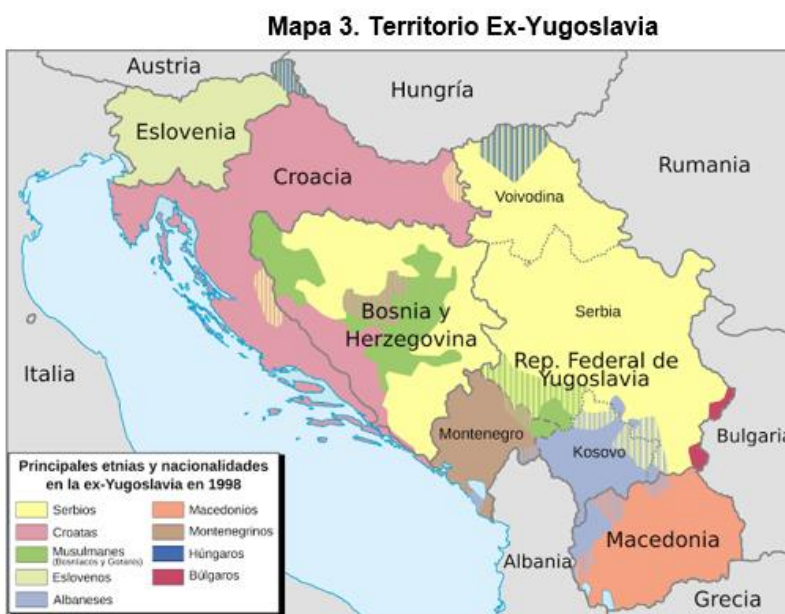 Mapa 3. Territorio Ex-Yugoslavia
Austria
Hungría
Eslovenia
Rumania
Croacia
Voivodina
Bosnia y
Herzegovina
Serbia
Rep. Federal de
Yugoslavia
Italia
Montenegro
Kosovo
Bulgaria
Albania
Macedonia
Grecia
Principales etnias y nacionalidades
en la ex-Yugoslavia en 1998
Serbios
Croatas
Musulmanes
(Bosníacos y Goranis)
Eslovenos
Albaneses
Macedonios
Montenegrinos
Húngaros
Búlgaros